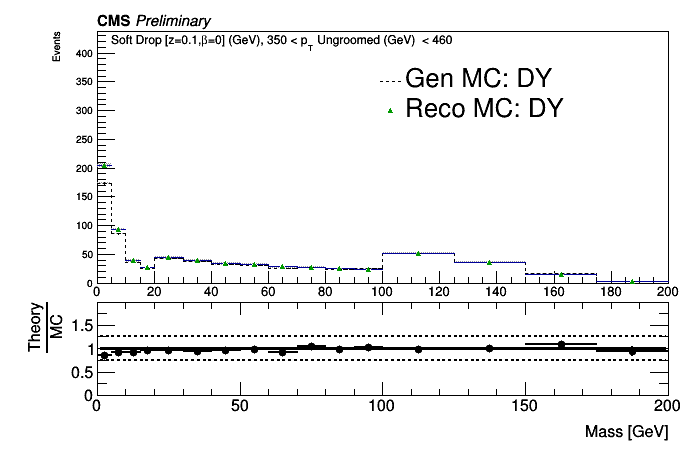 CMS Preliminary
Events
Soft Drop [z=0.1,β=0] (GeV), 350 < p_T Ungroomed (GeV) < 460
Gen MC: DY
Reco MC: DY
400
350
300
250
200
150
100
50
0
0 20 40 60 80 100 120 140 160 180 200
Theory
MC
1.5
1
0.5
0
0 50 100 150 200
Mass [GeV]